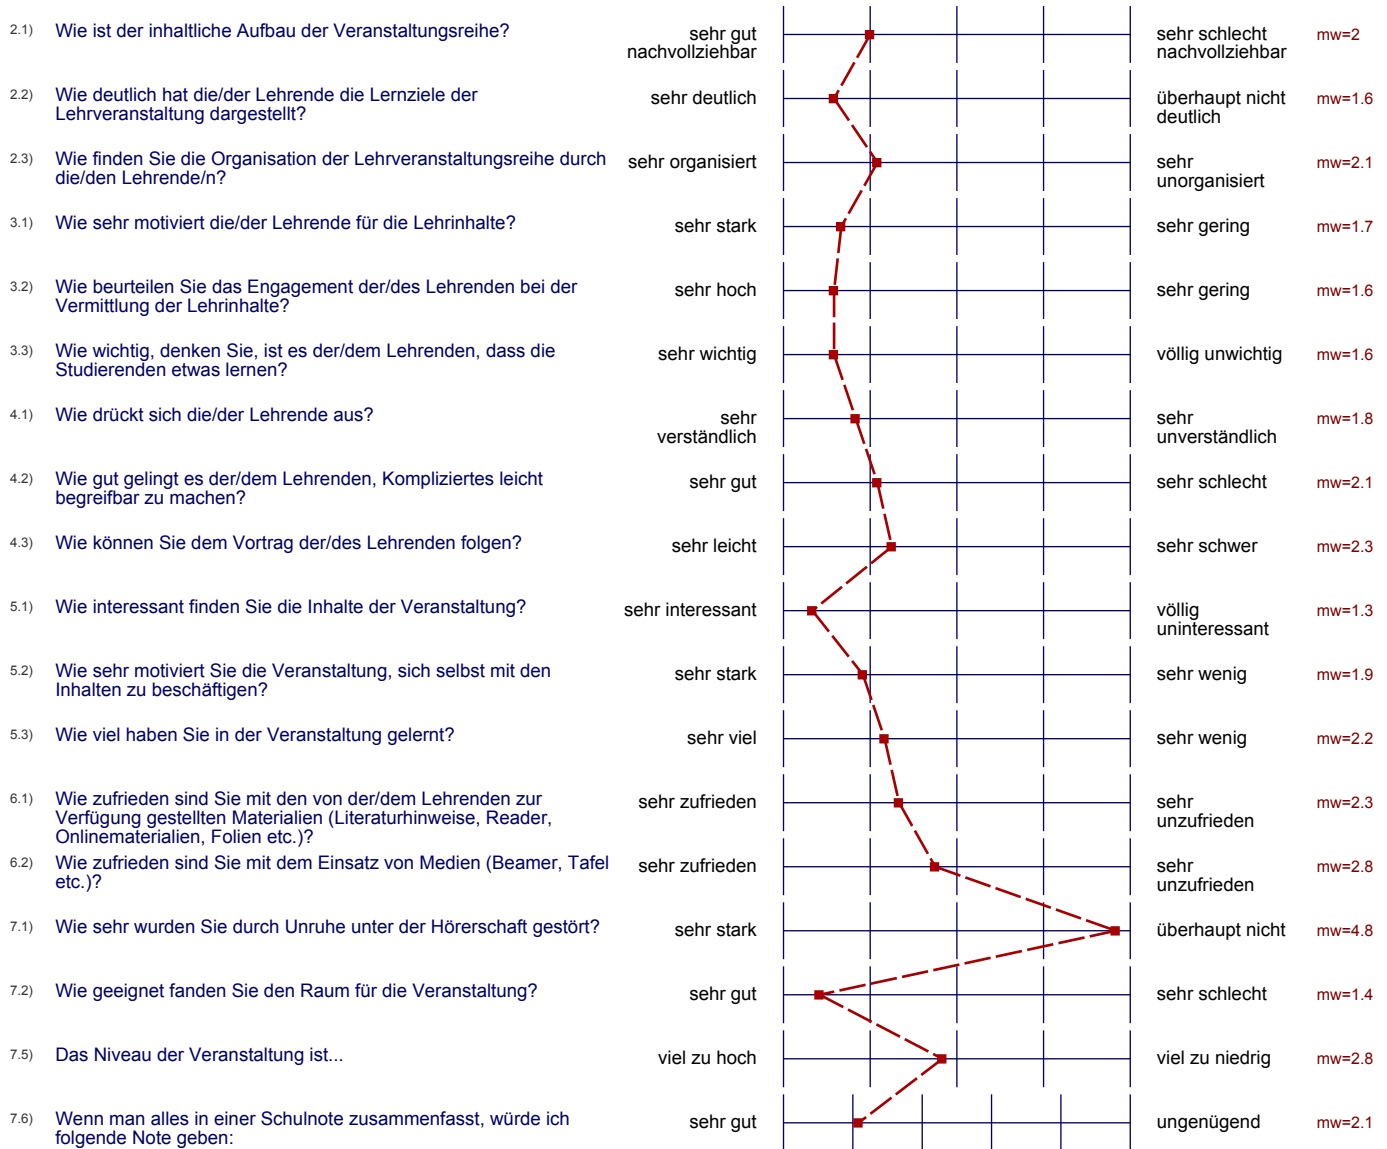 2.1) Wie ist der inhaltliche Aufbau der Veranstaltungsreihe? sehr gut sehr schlecht mw=2
nachvollziehbar nachvollziehbar
2.2) Wie deutlich hat die/der Lehrende die Lernziele der sehr deutlich überhaupt nicht mw=1.6
Lehrveranstaltung dargestellt? deutlich
2.3) Wie finden Sie die Organisation der Lehrveranstaltungsreihe durch sehr organisiert sehr mw=2.1
die/den Lehrende/n? unorganisiert
3.1) Wie sehr motiviert die/der Lehrende für die Lehrinhalte? sehr stark sehr gering mw=1.7
3.2) Wie beurteilen Sie das Engagement der/des Lehrenden bei der sehr hoch sehr gering mw=1.6
Vermittlung der Lehrinhalte?
3.3) Wie wichtig, denken Sie, ist es der/dem Lehrenden, dass die sehr wichtig völlig unwichtig mw=1.6
Studierenden etwas lernen?
4.1) Wie drückt sich die/der Lehrende aus? sehr sehr mw=1.8
verständlich unverständlich
4.2) Wie gut gelingt es der/dem Lehrenden, Kompliziertes leicht sehr gut sehr schlecht mw=2.1
begreifbar zu machen?
4.3) Wie können Sie dem Vortrag der/des Lehrenden folgen? sehr leicht sehr schwer mw=2.3
5.1) Wie interessant finden Sie die Inhalte der Veranstaltung? sehr interessant völlig mw=1.3
uninteressant
5.2) Wie sehr motiviert Sie die Veranstaltung, sich selbst mit den sehr stark sehr wenig mw=1.9
Inhalten zu beschäftigen?
5.3) Wie viel haben Sie in der Veranstaltung gelernt? sehr viel sehr wenig mw=2.2
6.1) Wie zufrieden sind Sie mit den von der/dem Lehrenden zur sehr zufrieden sehr mw=2.3
Verfügung gestellten Materialien (Literaturhinweise, Reader, unzufrieden
Onlinematerialien, Folien etc.)?
6.2) Wie zufrieden sind Sie mit dem Einsatz von Medien (Beamer, Tafel sehr zufrieden sehr mw=2.8
etc.)? unzufrieden
7.1) Wie sehr wurden Sie durch Unruhe unter der Hörerschaft gestört? sehr stark überhaupt nicht mw=4.8
7.2) Wie geeignet fanden Sie den Raum für die Veranstaltung? sehr gut sehr schlecht mw=1.4
7.5) Das Niveau der Veranstaltung ist... viel zu hoch viel zu niedrig mw=2.8
7.6) Wenn man alles in einer Schulnote zusammenfasst, würde ich sehr gut ungenügend mw=2.1
folgende Note geben: